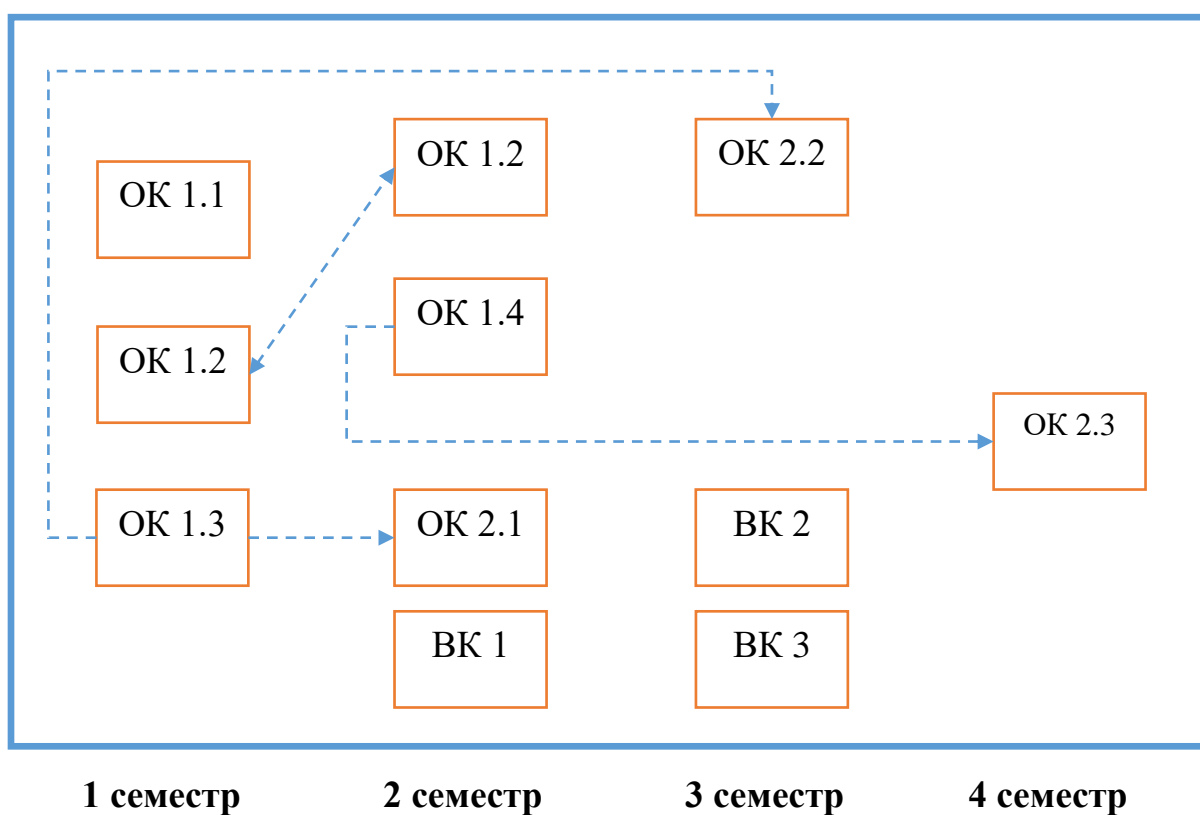 ОК 1.2
ОК 2.2
ОК 1.1
ОК 1.4
ОК 1.2
ОК 2.3
ОК 1.3
ОК 2.1
ВК 2
ВК 1
ВК 3
1 семестр
2 семестр
3 семестр
4 семестр